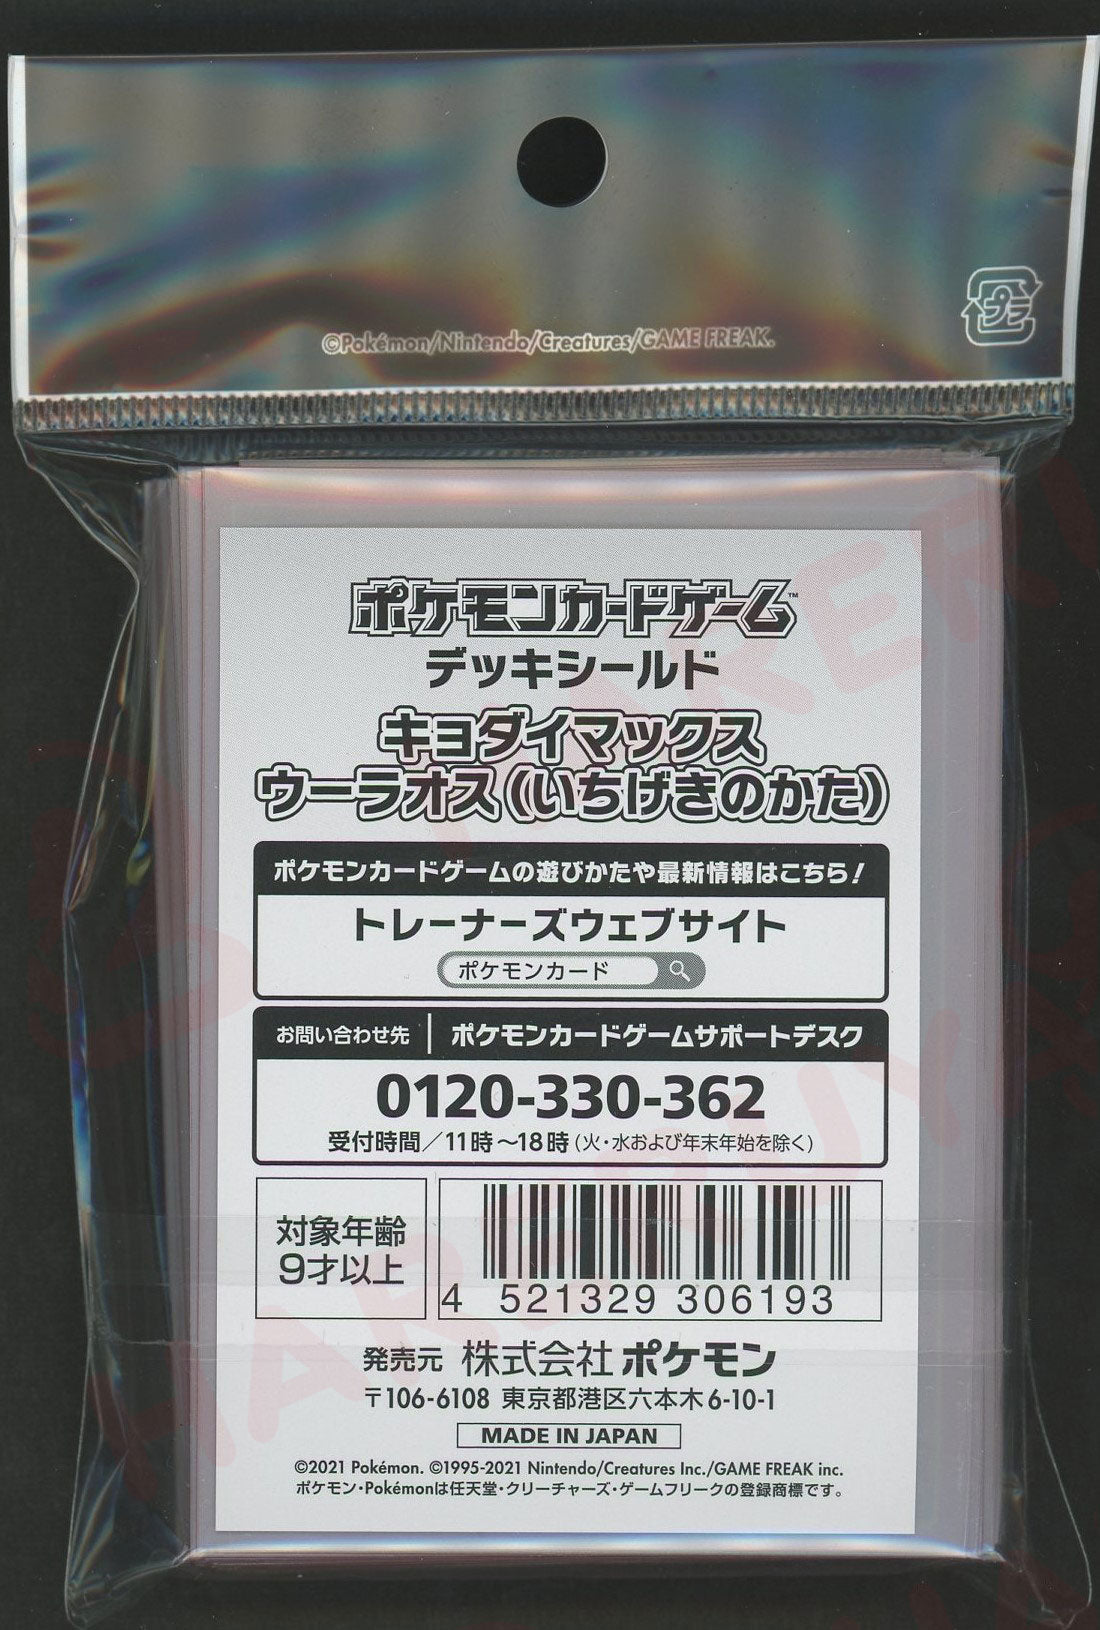 ©Pokémon/Nintendo/Creatures/GAME FREAK.
プラ
ポケモンカードゲーム™
デッキシールド
キョダイマックス
ウーラオス(いちげきのかた)
ポケモンカードゲームの遊びかたや最新情報はこちら!
トレーナーズウェブサイト
ポケモンカード
お問い合わせ先 ポケモンカードゲームサポートデスク
0120-330-362
受付時間/11時~18時(火・水および年末年始を除く)
対象年齢
9才以上
4 521329 306193
発売元 株式会社ポケモン
〒106-6108 東京都港区六本木6-10-1
MADE IN JAPAN
©2021 Pokémon. ©1995-2021 Nintendo/Creatures Inc./GAME FREAK inc.
ポケモン・Pokémonは任天堂・クリーチャーズ・ゲームフリークの登録商標です。